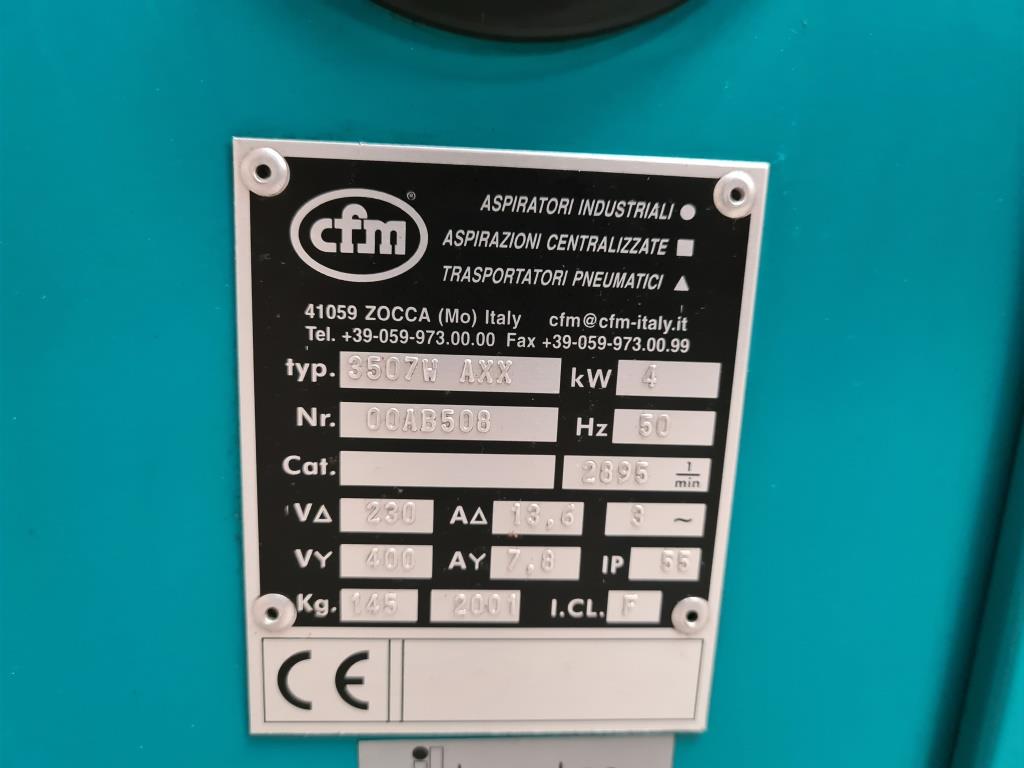 cfm®
ASPIRATORI INDUSTRIALI ●
ASPIRAZIONI CENTRALIZZATE ■
TRASPORTATORI PNEUMATICI ▲
41059 ZOCCA (Mo) Italy cfm@cfm-italy.it
Tel. +39-059-973.00.00 Fax +39-059-973.00.99
typ. 3507W AXX kW 4
Nr. 00AB508 Hz 50
Cat. 2895 1/min
V∆ 230 A∆ 13,6 3 ~
VY 400 AY 7,8 IP 55
Kg. 145 2001 I.CL. F
CE